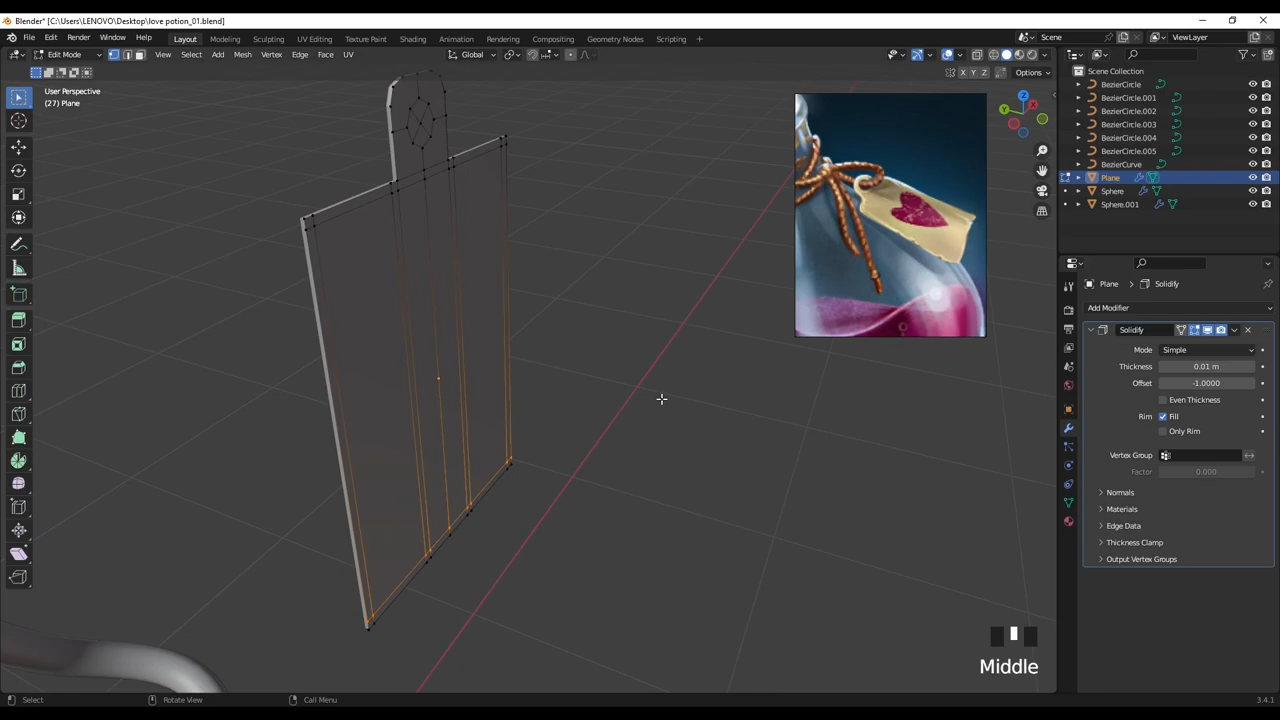 Blender* [C:\Users\LENOVO\Desktop\love potion_01.blend]
File Edit Render Window Help Layout Modeling Sculpting UV Editing Texture Paint Shading Animation Rendering Compositing Geometry Nodes Scripting + Scene ViewLayer
Edit Mode View Select Add Mesh Vertex Edge Face UV Global
X Y Z Options
User Perspective
(27) Plane
Scene Collection
BezierCircle
BezierCircle.001
BezierCircle.002
BezierCircle.003
BezierCircle.004
BezierCircle.005
BezierCurve
Plane
Sphere
Sphere.001
Plane Solidify
Add Modifier
Solidify
Mode Simple
Thickness 0.01 m
Offset -1.0000
Even Thickness
Rim Fill
Only Rim
Vertex Group
Factor 0.000
Normals
Materials
Edge Data
Thickness Clamp
Output Vertex Groups
Z
Y
X
Middle
Select Rotate View Call Menu 3.4.1